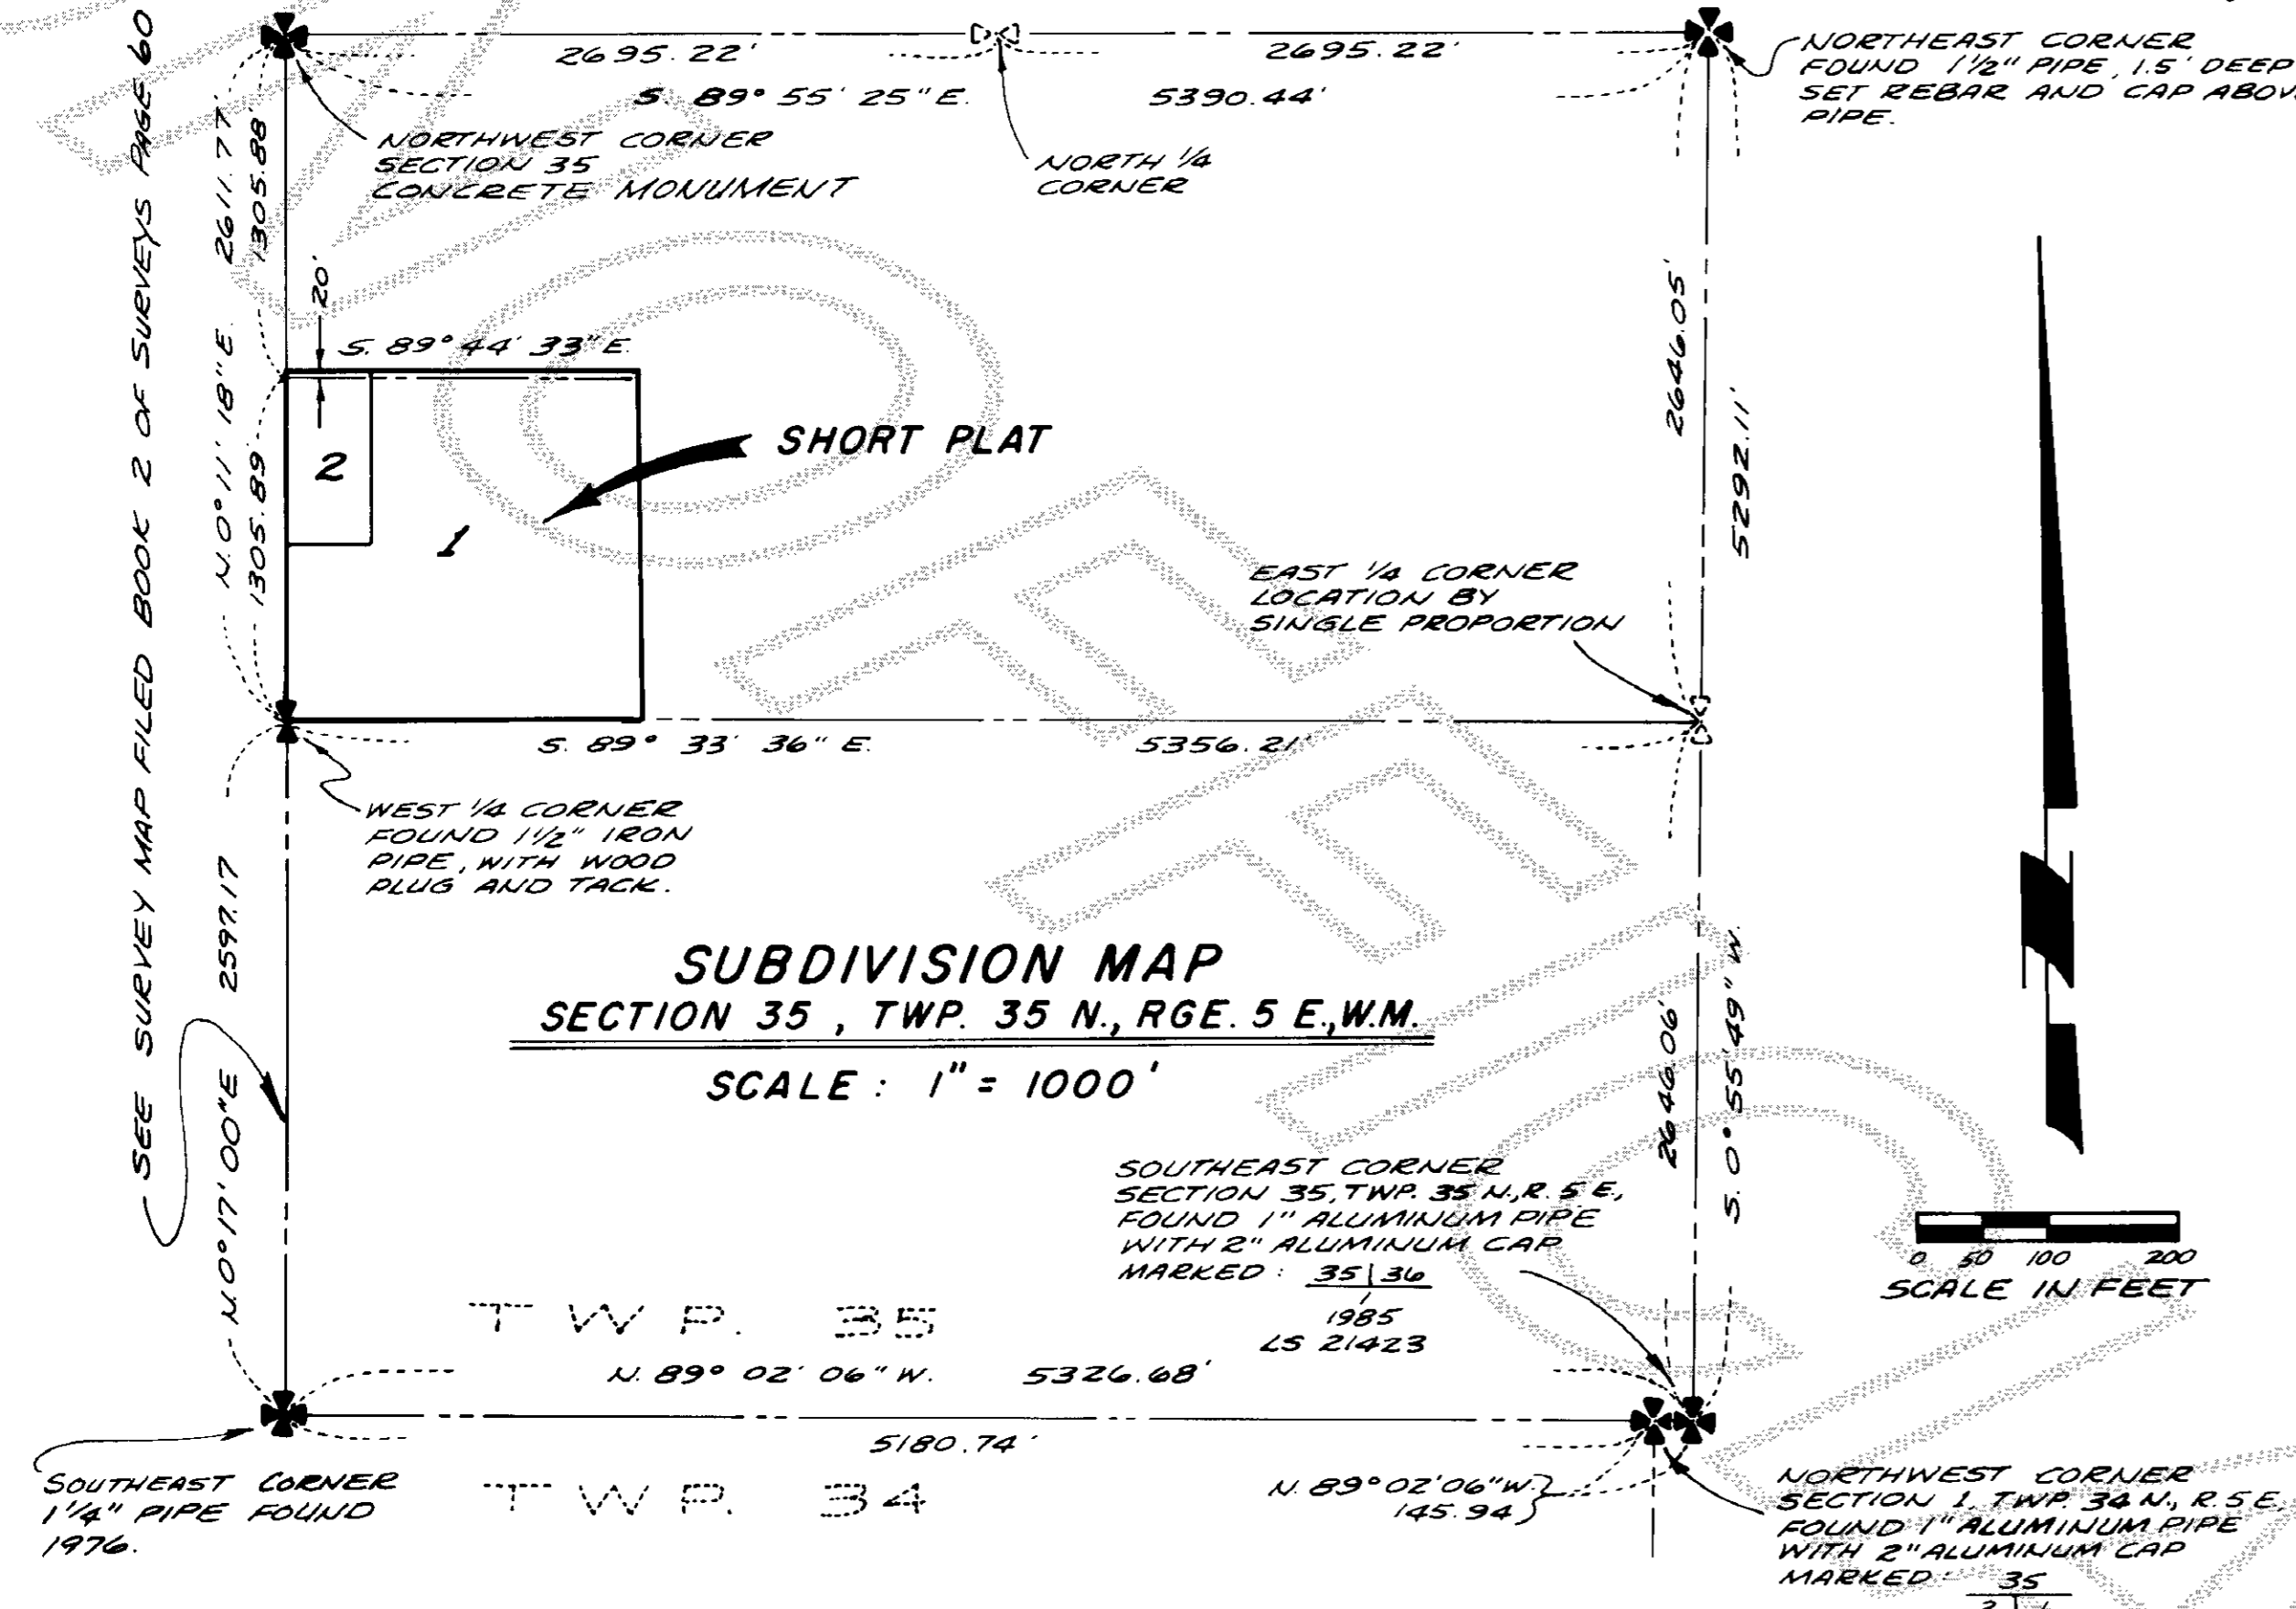 SEE SURVEY MAP FILED BOOK 2 OF SURVEYS PAGE 60
2695.22'
2695.22'
S. 89° 55' 25" E.
5390.44'
NORTHEAST CORNER
FOUND 1 1/2" PIPE, 1.5' DEEP
SET REBAR AND CAP
PIPE.
NORTHWEST CORNER
SECTION 35
CONCRETE MONUMENT
NORTH 1/4
CORNER
2611.77'
1305.88
20'
S. 89° 44' 33" E.
N. 0° 11' 18" E.
1305.89
2
1
SHORT PLAT
2646.05'
5292.11'
EAST 1/4 CORNER
LOCATION BY
SINGLE PROPORTION
S. 89° 33' 36" E.
5356.21'
WEST 1/4 CORNER
FOUND 1 1/2" IRON
PIPE, WITH WOOD
PLUG AND TACK.
2597.17
N. 0° 17' 00" E
SUBDIVISION MAP
SECTION 35, TWP. 35 N., RGE. 5 E., W.M.
SCALE: 1" = 1000'
2646.06'
S. 0° 55' 49" W.
SOUTHEAST CORNER
SECTION 35, TWP. 35 N., R. 5 E.,
FOUND 1" ALUMINUM PIPE
WITH 2" ALUMINUM CAP
MARKED: 35|36
1
1985
LS 21423
0 50 100 200
SCALE IN FEET
TWP. 35
N. 89° 02' 06" W.
5326.68'
5180.74'
TWP. 34
N. 89° 02' 06" W.
145.94
SOUTHEAST CORNER
1 1/4" PIPE FOUND
1976.
NORTHWEST CORNER
SECTION 1, TWP. 34 N., R. 5 E.,
FOUND 1" ALUMINUM PIPE
WITH 2" ALUMINUM CAP
MARKED: 35